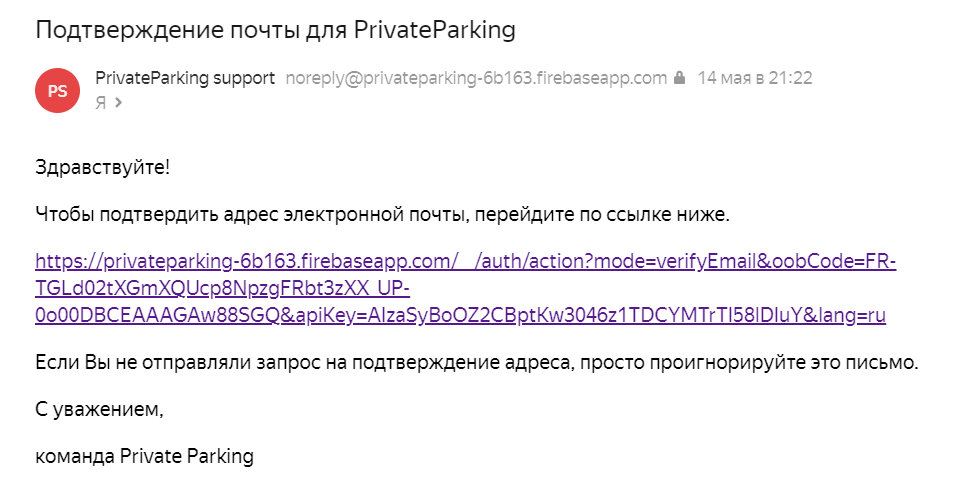 Подтверждение почты для PrivateParking
PrivateParking support noreply@privateparking-6b163.firebaseapp.com 14 мая в 21:22
PS
Я >
Здравствуйте!
Чтобы подтвердить адрес электронной почты, перейдите по ссылке ниже.
https://privateparking-6b163.firebaseapp.com/__/auth/action?mode=verifyEmail&oobCode=FR-
TGLd02tXGmXQUcp8NpzgFRbt3zXX_UP-
0o00DBCEAAAGAw88SGQ&apiKey=AIzaSyBoOZ2CBptKw3046z1TDCYMTrTI58IDIuY&lang=ru
Если Вы не отправляли запрос на подтверждение адреса, просто проигнорируйте это письмо.
С уважением,
команда Private Parking